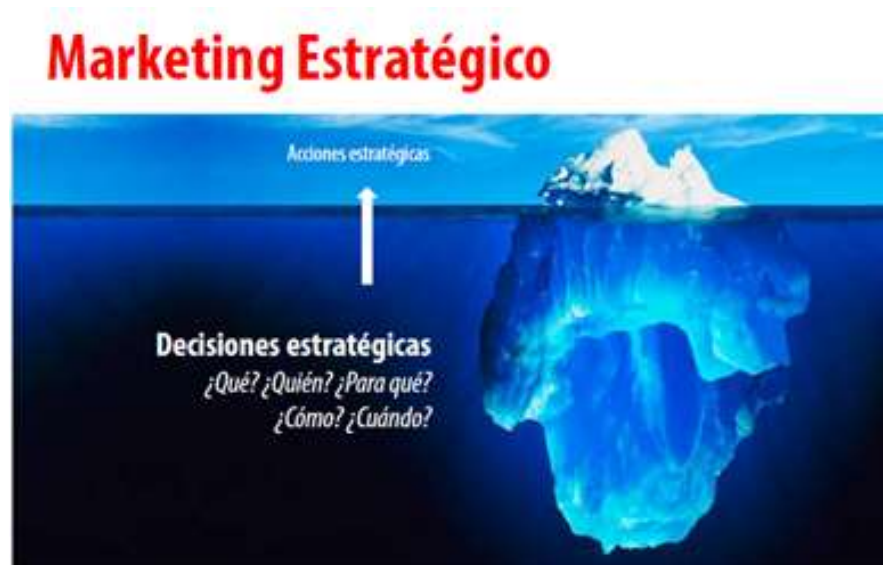 Marketing Estratégico
Acciones estratégicas
Decisiones estratégicas
¿Qué? ¿Quién? ¿Para qué?
¿Cómo? ¿Cuándo?